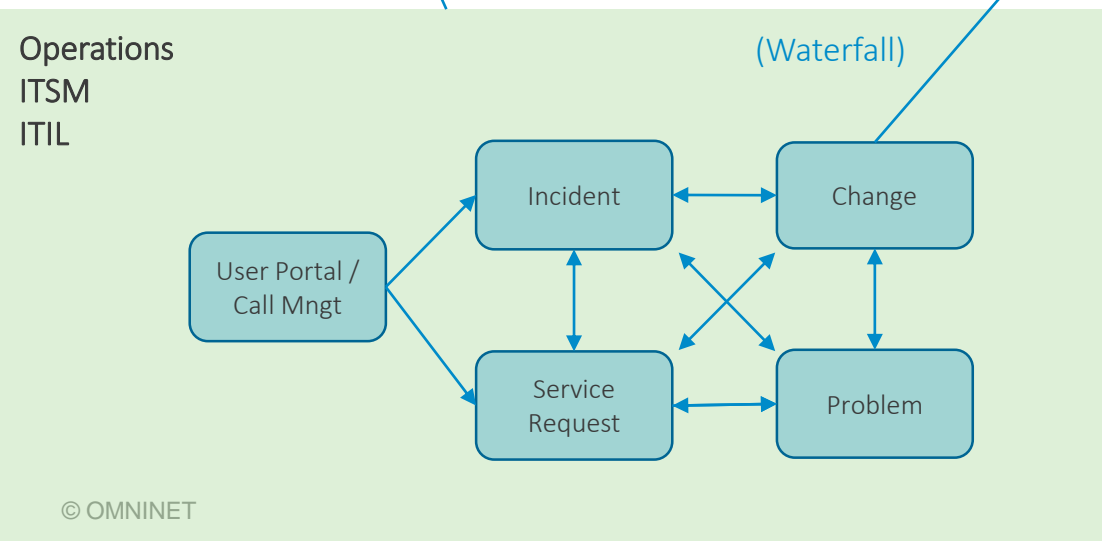 Operations
ITSM
ITIL
(Waterfall)
Incident
Change
User Portal /
Call Mngt
Service
Request
Problem
© OMNINET